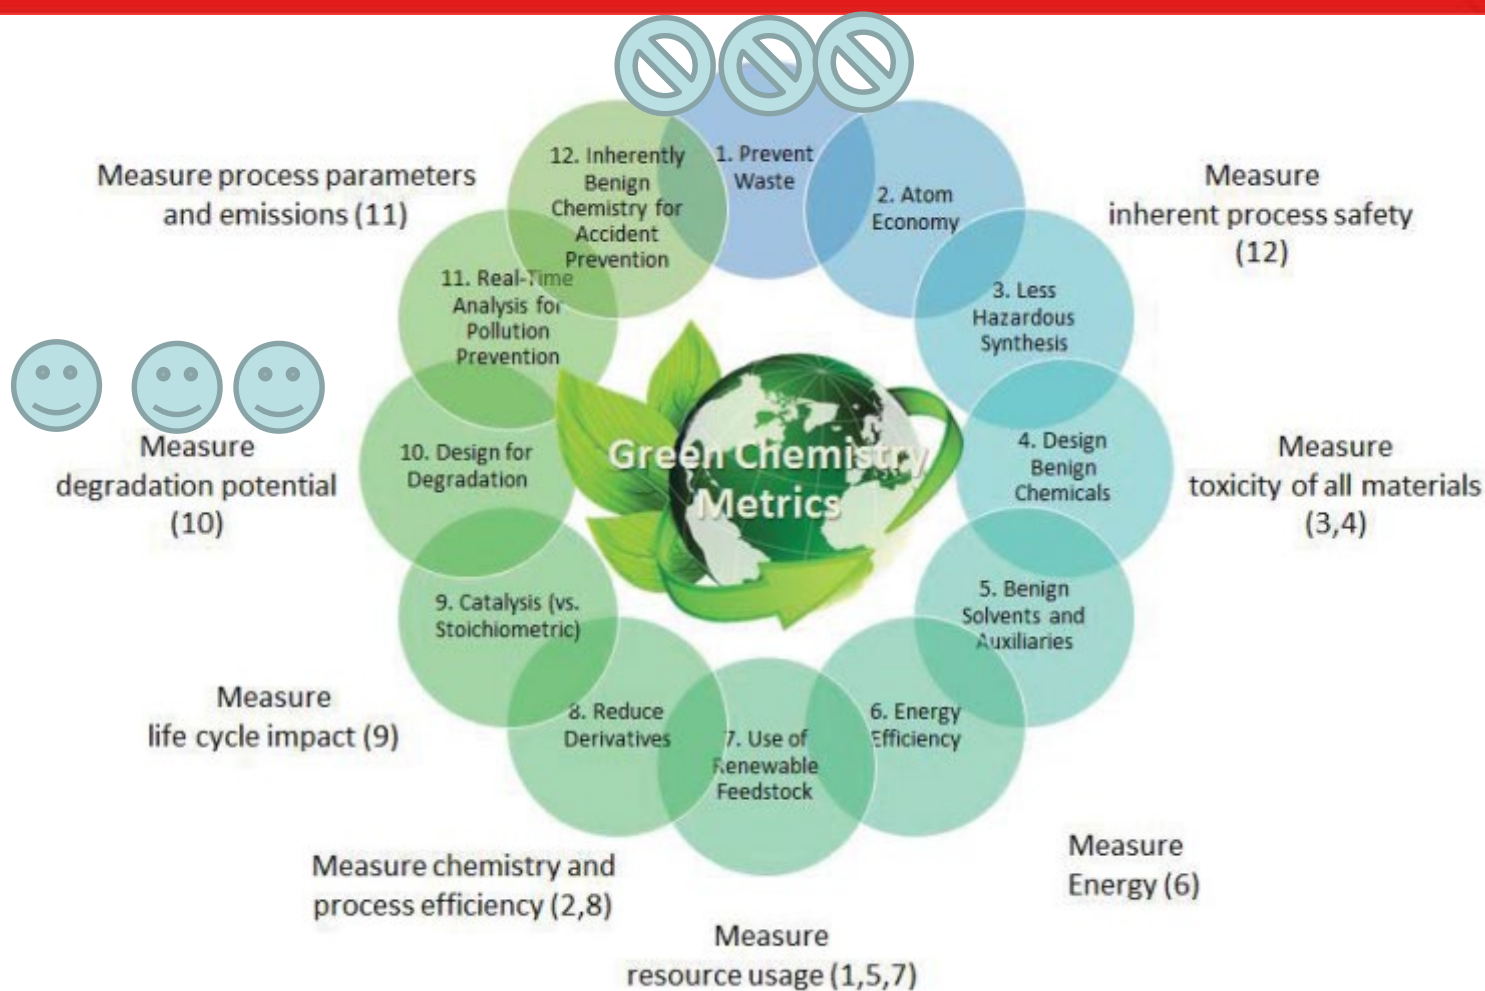 Measure process parameters
and emissions (11)
12. Inherently
Benign
Chemistry for
Accident
Prevention
1. Prevent
Waste
2. Atom
Economy
Measure
inherent process safety
(12)
11. Real-Time
Analysis for
Pollution
Prevention
3. Less
Hazardous
Synthesis
Measure
degradation potential
(10)
10. Design for
Degradation
Green Chemistry
Metrics
4. Design
Benign
Chemicals
Measure
toxicity of all materials
(3,4)
9. Catalysis (vs.
Stoichiometric)
5. Benign
Solvents and
Auxiliaries
Measure
life cycle impact (9)
8. Reduce
Derivatives
7. Use of
Renewable
Feedstock
6. Energy
Efficiency
Measure chemistry and
process efficiency (2,8)
Measure
Energy (6)
Measure
resource usage (1,5,7)